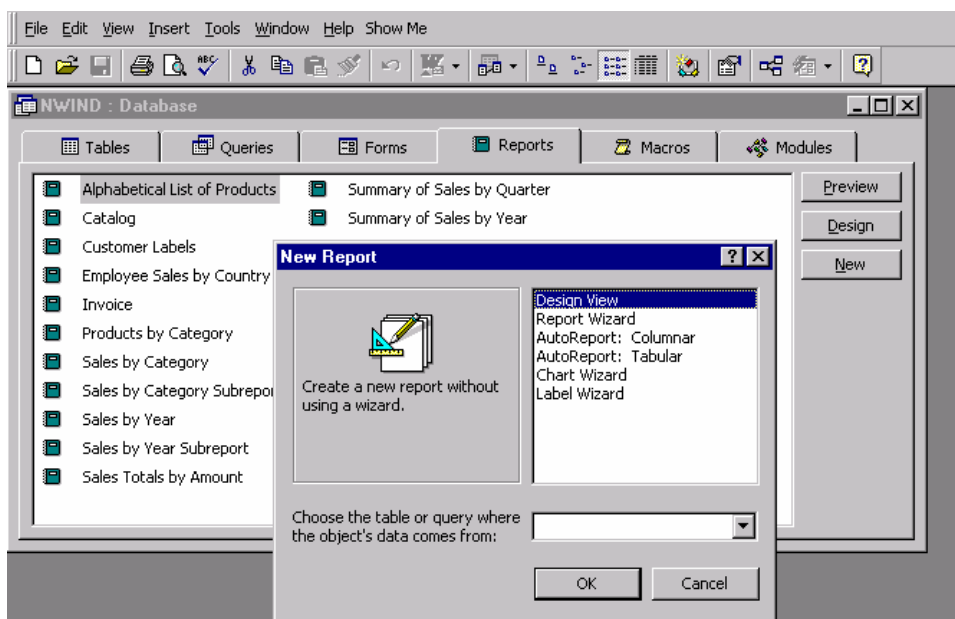 File Edit View Insert Tools Window Help Show Me
ABC
NWIND : Database
Tables Queries Forms Reports Macros Modules
Alphabetical List of Products
Catalog
Customer Labels
Employee Sales by Country
Invoice
Products by Category
Sales by Category
Sales by Category Subrepor
Sales by Year
Sales by Year Subreport
Sales Totals by Amount
Summary of Sales by Quarter
Summary of Sales by Year
Preview
Design
New
New Report
Create a new report without
using a wizard.
Design View
Report Wizard
AutoReport: Columnar
AutoReport: Tabular
Chart Wizard
Label Wizard
Choose the table or query where
the object's data comes from:
OK Cancel